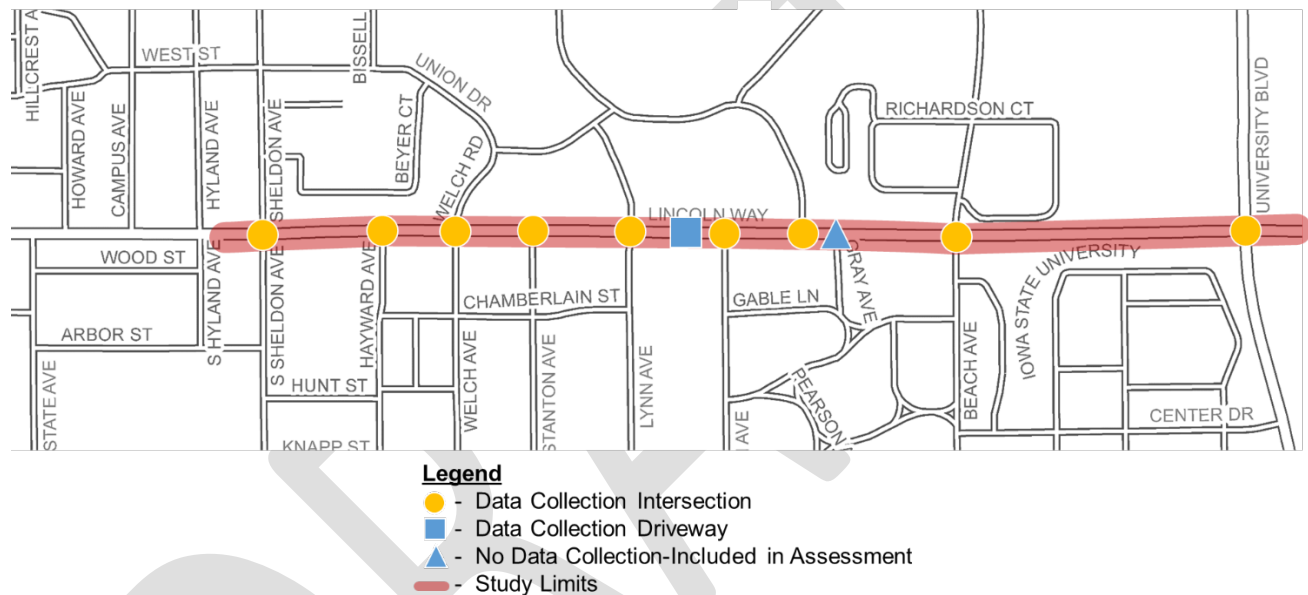 HILLCREST A
WEST ST
BISSELL
UNION DR
HOWARD AVE
CAMPUS AVE
HYLAND AVE
SHELDON AVE
BEYER CT
WELCH RD
RICHARDSON CT
UNIVERSITY BLVD
LINCOLN WAY
WOOD ST
S HYLAND AVE
S SHELDON AVE
HAYWARD AVE
CHAMBERLAIN ST
GABLE LN
GRAY AVE
IOWA STATE UNIVERSITY
ARBOR ST
HUNT ST
STATE AVE
WELCH AVE
STANTON AVE
LYNN AVE
AVE
PEARSON
BEACH AVE
CENTER DR
KNAPP ST
Legend
- Data Collection Intersection
- Data Collection Driveway
- No Data Collection-Included in Assessment
- Study Limits